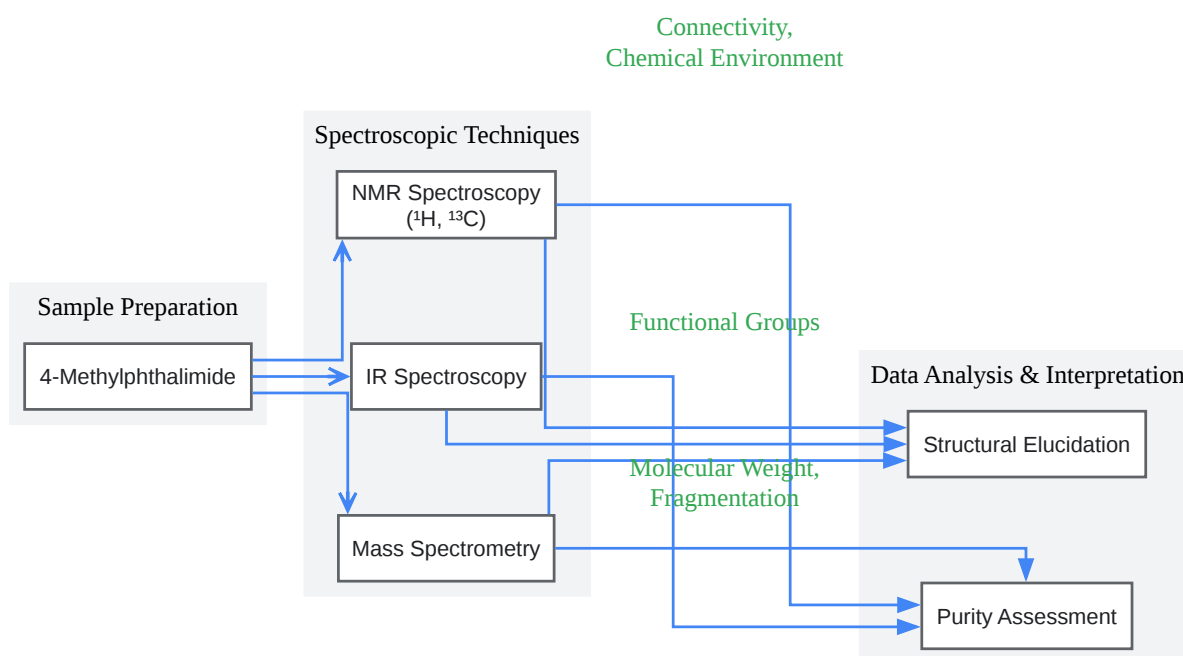 Connectivity,
Chemical Environment
Spectroscopic Techniques
NMR Spectroscopy
(¹H, ¹³C)
Sample Preparation
4-Methylphthalimide
IR Spectroscopy
Functional Groups
Data Analysis & Interpretation
Structural Elucidation
Molecular Weight,
Fragmentation
Mass Spectrometry
Purity Assessment